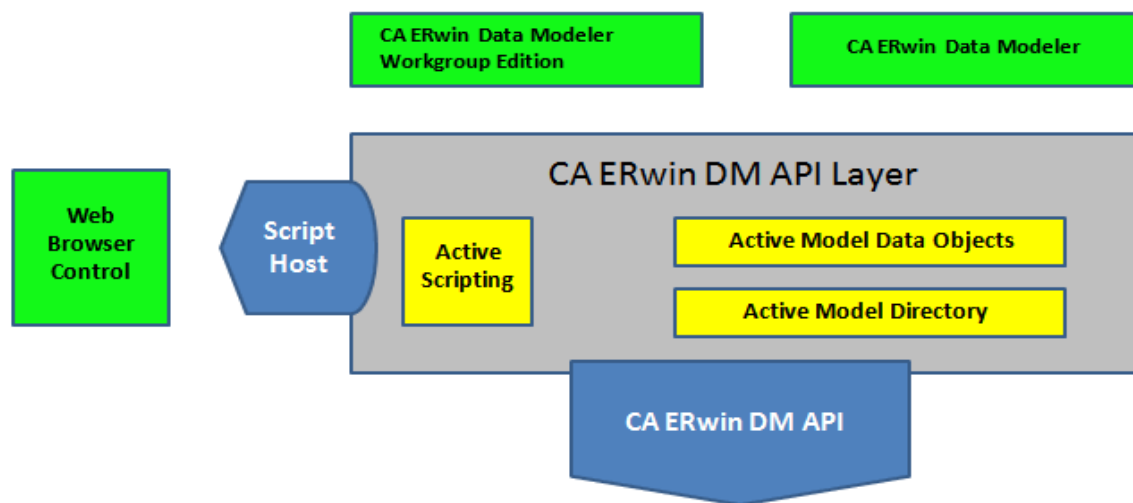 CA ERwin Data Modeler
Workgroup Edition
CA ERwin Data Modeler
CA ERwin DM API Layer
Web
Browser
Control
Script
Host
Active
Scripting
Active Model Data Objects
Active Model Directory
CA ERwin DM API